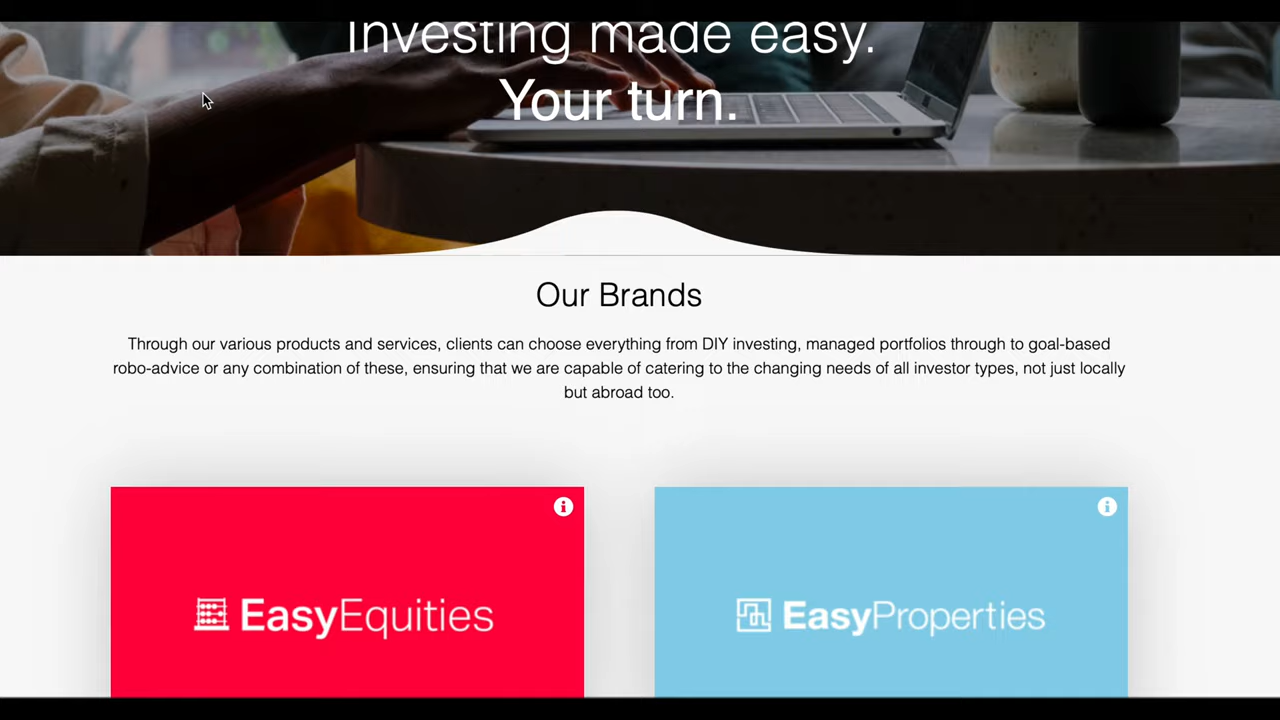 Investing made easy.
Your turn.
Our Brands
Through our various products and services, clients can choose everything from DIY investing, managed portfolios through to goal-based
robo-advice or any combination of these, ensuring that we are capable of catering to the changing needs of all investor types, not just locally
but abroad too.
EasyEquities
EasyProperties